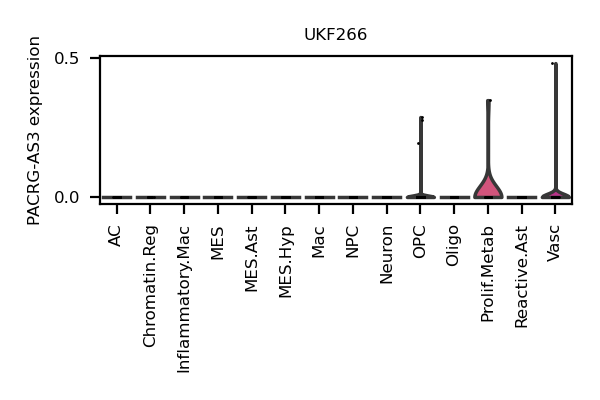 UKF266
PACRG-AS3 expression
0.5
0.0
AC
Chromatin.Reg
Inflammatory.Mac
MES
MES.Ast
MES.Hyp
Mac
NPC
Neuron
OPC
Oligo
Prolif.Metab
Reactive.Ast
Vasc